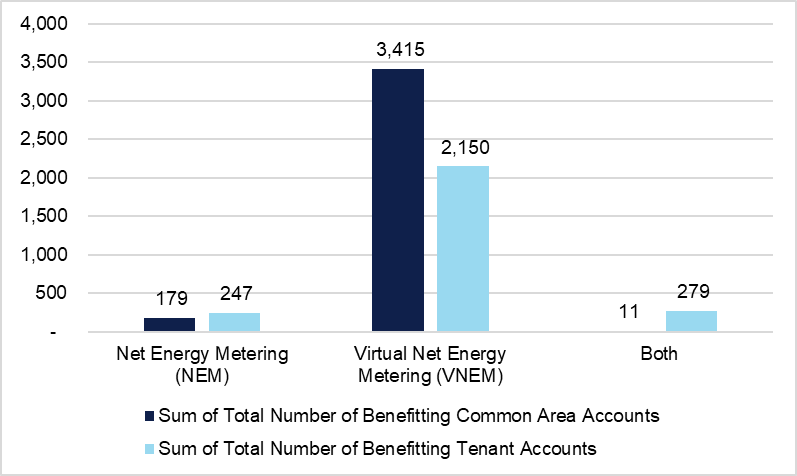 4,000
3,500
3,000
2,500
2,000
1,500
1,000
500
-
179
247
3,415
2,150
11
279
Net Energy Metering
(NEM)
Virtual Net Energy
Metering (VNEM)
Both
Sum of Total Number of Benefitting Common Area Accounts
Sum of Total Number of Benefitting Tenant Accounts